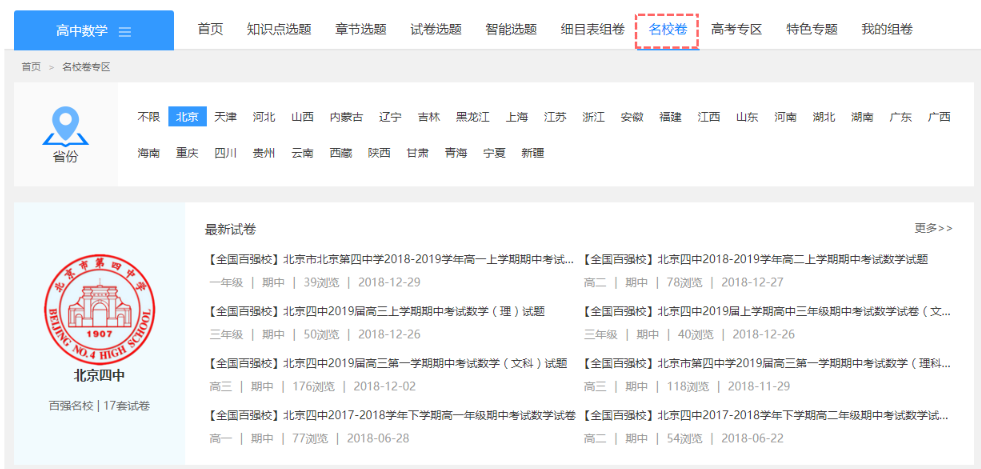 高中数学
首页 知识点选题 章节选题 试卷选题 智能选题 细目表组卷 名校卷 高考专区 特色专题 我的组卷
首页 > 名校卷专区
不限 北京 天津 河北 山西 内蒙古 辽宁 吉林 黑龙江 上海 江苏 浙江 安徽 福建 江西 山东 河南 湖北 湖南 广东 广西
省份
海南 重庆 四川 贵州 云南 西藏 陕西 甘肃 青海 宁夏 新疆
最新试卷 更多>>
【全国百强校】北京市北京第四中学2018-2019学年高一上学期期中考试... 【全国百强校】北京四中2018-2019学年高二上学期期中考试数学试题
一年级 | 期中 | 39浏览 | 2018-12-29 高二 | 期中 | 78浏览 | 2018-12-27
【全国百强校】北京四中2019届高三上学期期中考试数学（理）试题 【全国百强校】北京四中2019届上学期高中三年级期中考试数学试卷（文...
三年级 | 期中 | 50浏览 | 2018-12-26 三年级 | 期中 | 40浏览 | 2018-12-26
【全国百强校】北京四中2019届高三第一学期期中考试数学（文科）试题 【全国百强校】北京市第四中学2019届高三第一学期期中考试数学（理科...
高三 | 期中 | 176浏览 | 2018-12-02 高三 | 期中 | 118浏览 | 2018-11-29
【全国百强校】北京四中2017-2018学年下学期高一年级期中考试数学试卷 【全国百强校】北京四中2017-2018学年下学期高二年级期中考试数学试...
高一 | 期中 | 77浏览 | 2018-06-28 高二 | 期中 | 54浏览 | 2018-06-22
北京市第四中学
1907
BEIJING NO.4 HIGH SCHOOL
北京四中
百强名校 | 17套试卷